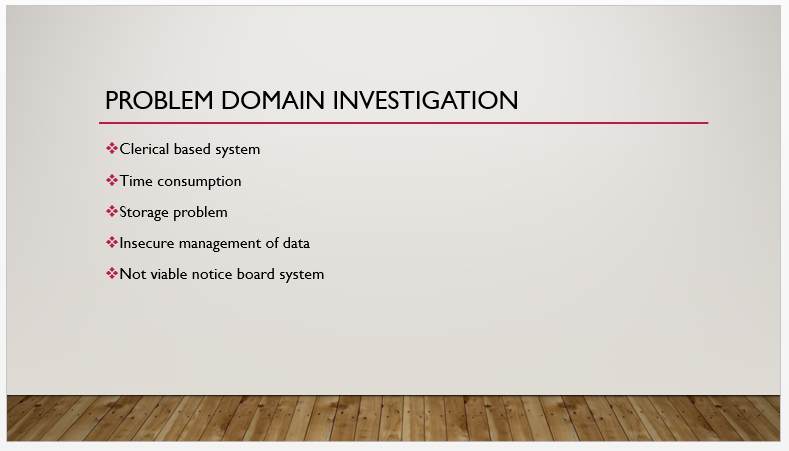 PROBLEM DOMAIN INVESTIGATION
❖Clerical based system
❖Time consumption
❖Storage problem
❖Insecure management of data
❖Not viable notice board system